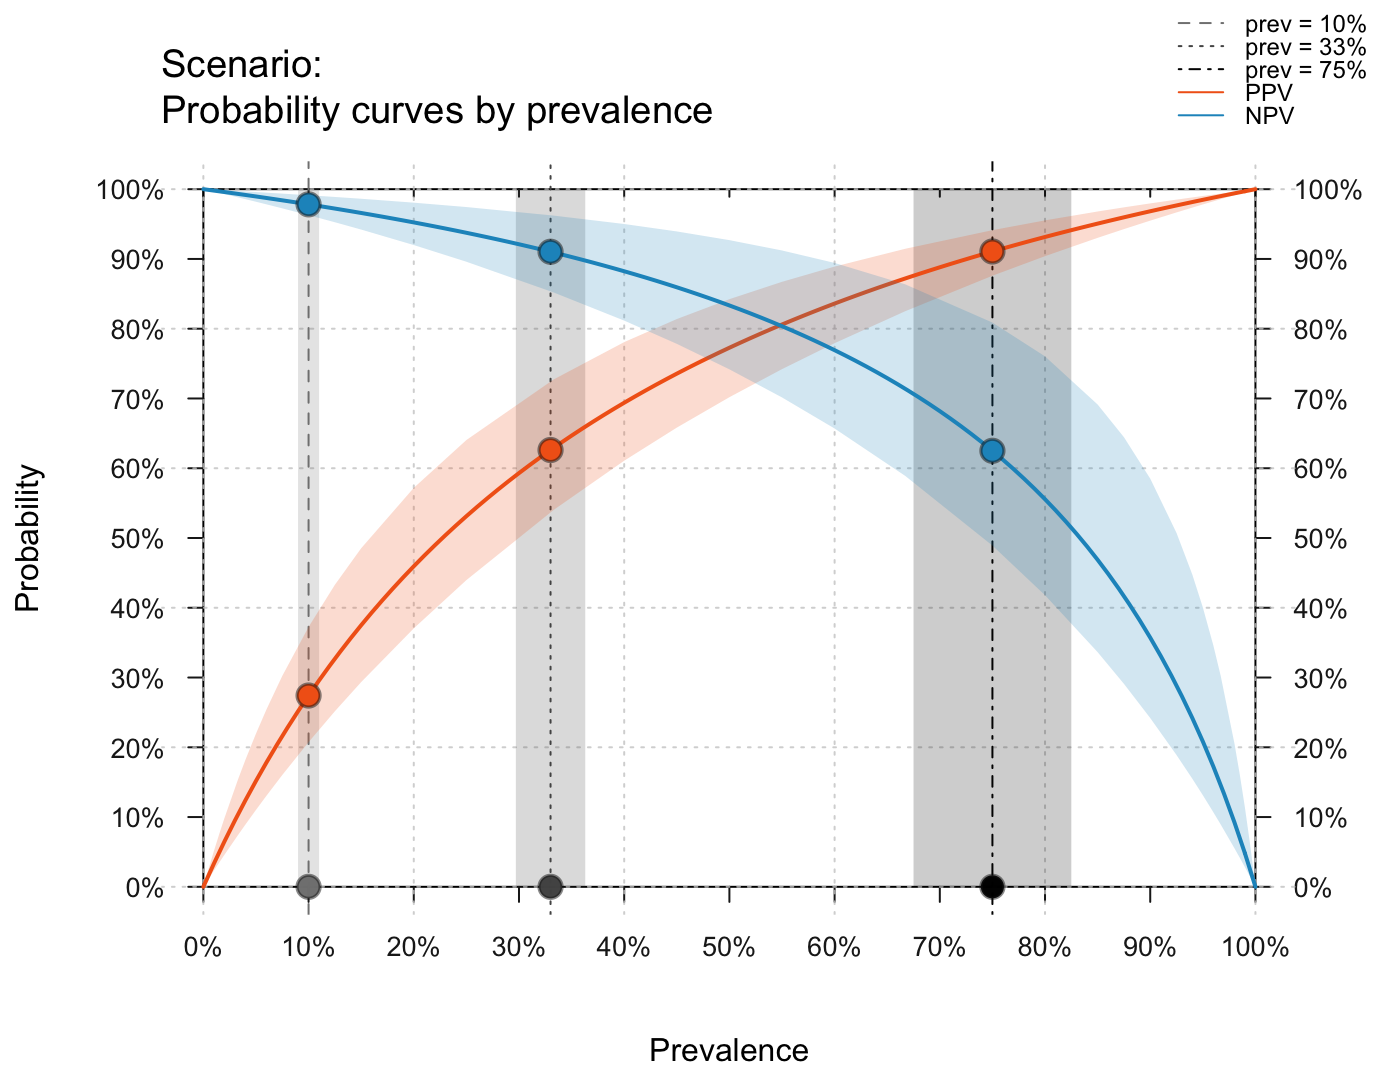 prev = 10%
prev = 33%
prev = 75%
PPV
NPV
Scenario:
Probability curves by prevalence
100% 100%
90% 90%
80% 80%
70% 70%
60% 60%
50% 50%
40% 40%
30% 30%
20% 20%
10% 10%
0% 0%
Probability
0% 10% 20% 30% 40% 50% 60% 70% 80% 90% 100%
Prevalence